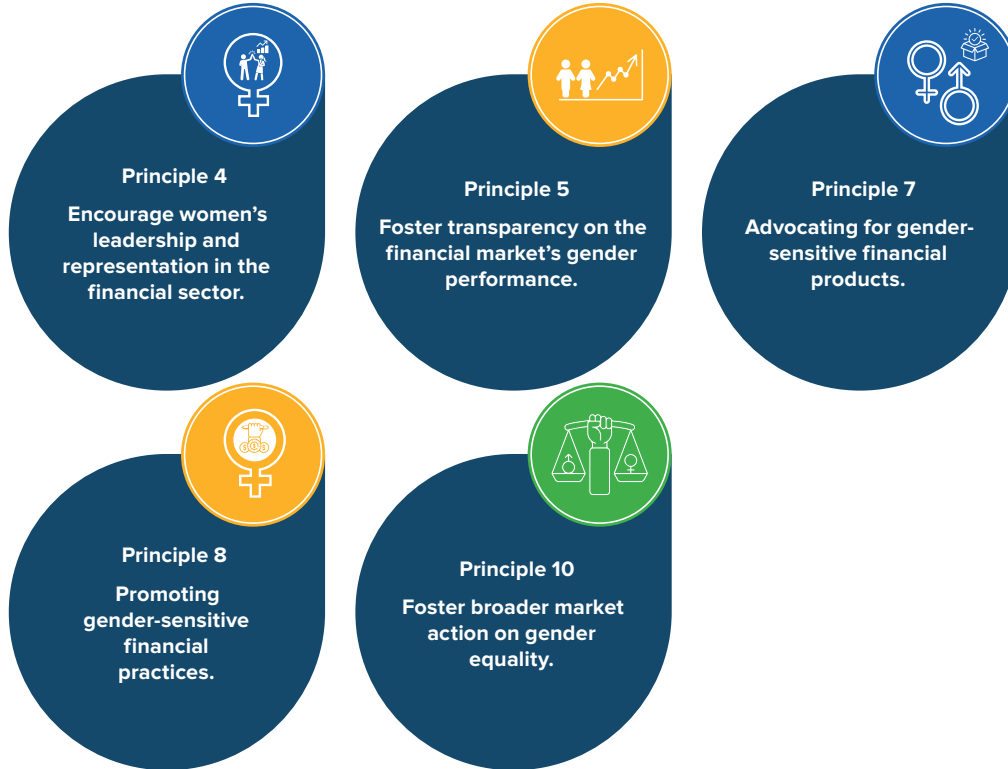 Principle 4
Encourage women’s
leadership and
representation in the
financial sector.
Principle 5
Foster transparency on the
financial market’s gender
performance.
Principle 7
Advocating for gender-
sensitive financial
products.
Principle 8
Promoting
gender-sensitive
financial
practices.
Principle 10
Foster broader market
action on gender
equality.